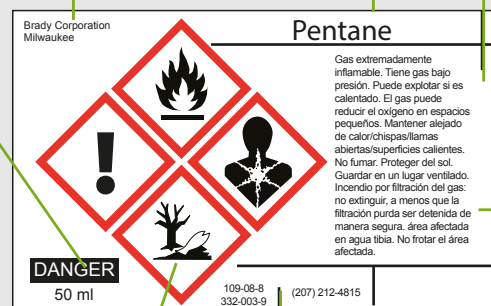 Brady Corporation
Milwaukee
Pentane
Gas extremadamente
inflamable. Tiene gas bajo
presión. Puede explotar si es
calentado. El gas puede
reducir el oxígeno en espacios
pequeños. Mantener alejado
de calor/chispas/llamas
abiertas/superficies calientes.
No fumar. Proteger del sol.
Guardar en un lugar ventilado.
Incendio por filtración del gas:
no extinguir, a menos que la
filtración purda ser detenida de
manera segura. área afectada
en agua tibia. No frotar el área
afectada.
DANGER
50 ml
109-08-8
332-003-9
(207) 212-4815